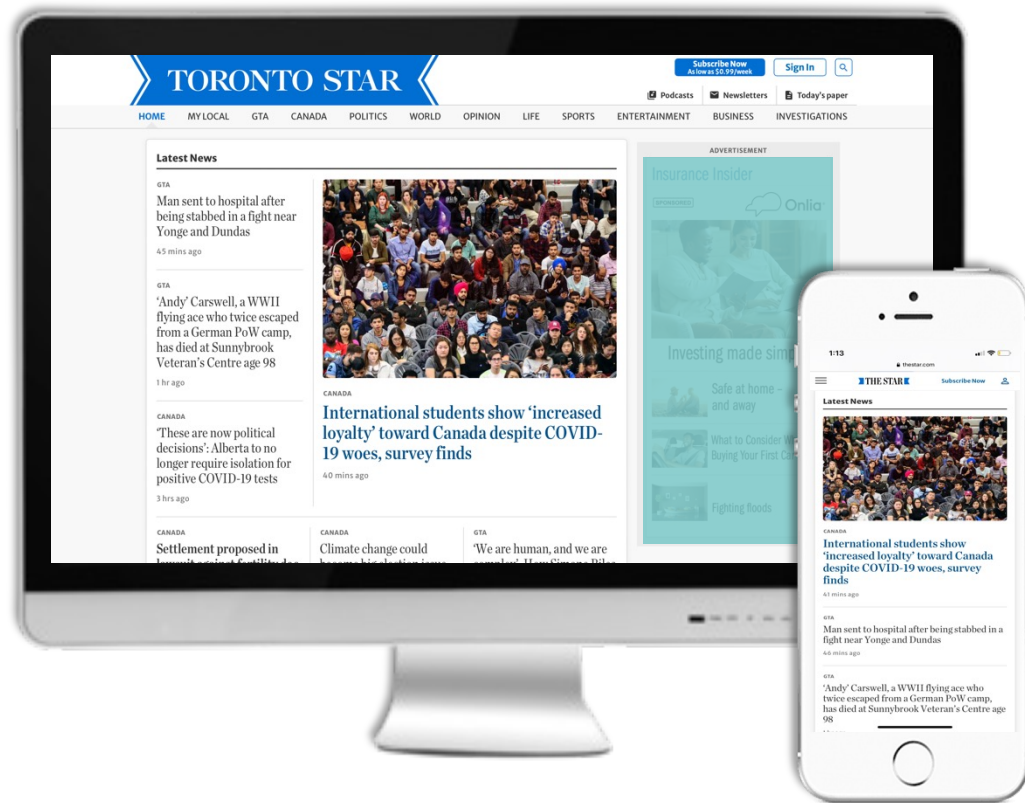 TORONTO STAR
Subscribe Now
As low as $0.99/week
Sign In
Podcasts
Newsletters
Today's paper
HOME MY LOCAL GTA CANADA POLITICS WORLD OPINION LIFE SPORTS ENTERTAINMENT BUSINESS INVESTIGATIONS
Latest News
GTA
Man sent to hospital after
being stabbed in a fight near
Yonge and Dundas
45 mins ago
GTA
‘Andy’ Carswell, a WWII
flying ace who twice escaped
from a German PoW camp,
has died at Sunnybrook
Veteran’s Centre age 98
1 hr ago
CANADA
‘These are now political
decisions’: Alberta to no
longer require isolation for
positive COVID-19 tests
3 hrs ago
CANADA
International students show ‘increased
loyalty’ toward Canada despite COVID-
19 woes, survey finds
40 mins ago
CANADA
Settlement proposed in
CANADA
Climate change could
GTA
‘We are human, and we are
ADVERTISEMENT
Insurance Insider
SPONSORED
Onlia
Investing made
Safe at home –
and away
What to Consider
Buying Your First
Fighting floods
1:13
thestar.com
THE STAR
Subscribe Now
Latest News
CANADA
International students show
‘increased loyalty’ toward Canada
despite COVID-19 woes, survey
finds
41 mins ago
GTA
Man sent to hospital after being stabbed in a
fight near Yonge and Dundas
46 mins ago
GTA
‘Andy’ Carswell, a WWII flying ace who
twice escaped from a German PoW camp,
has died at Sunnybrook Veteran’s Centre age
98